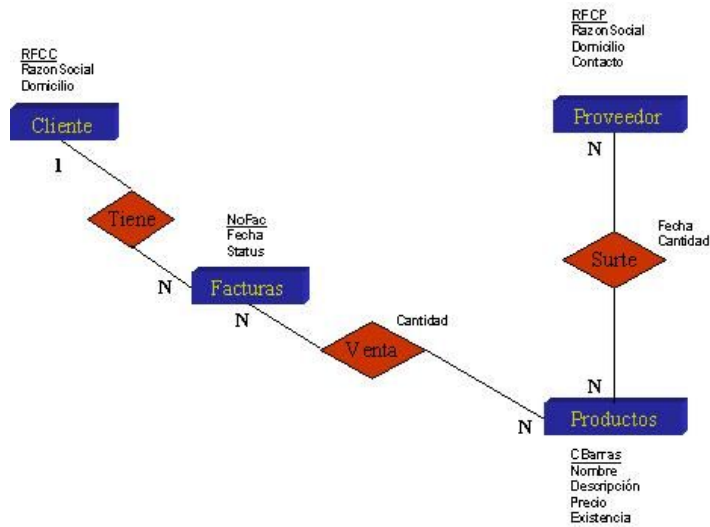 RFCC
Razon Social
Domicilio
Cliente
1
Tiene
N
NoFac
Fecha
Status
Facturas
N
Venta
Cantidad
N
RFCP
Razon Social
Domicilio
Contacto
Proveedor
N
Surte
Fecha
Cantidad
N
Productos
CBarras
Nombre
Descripción
Precio
Existencia